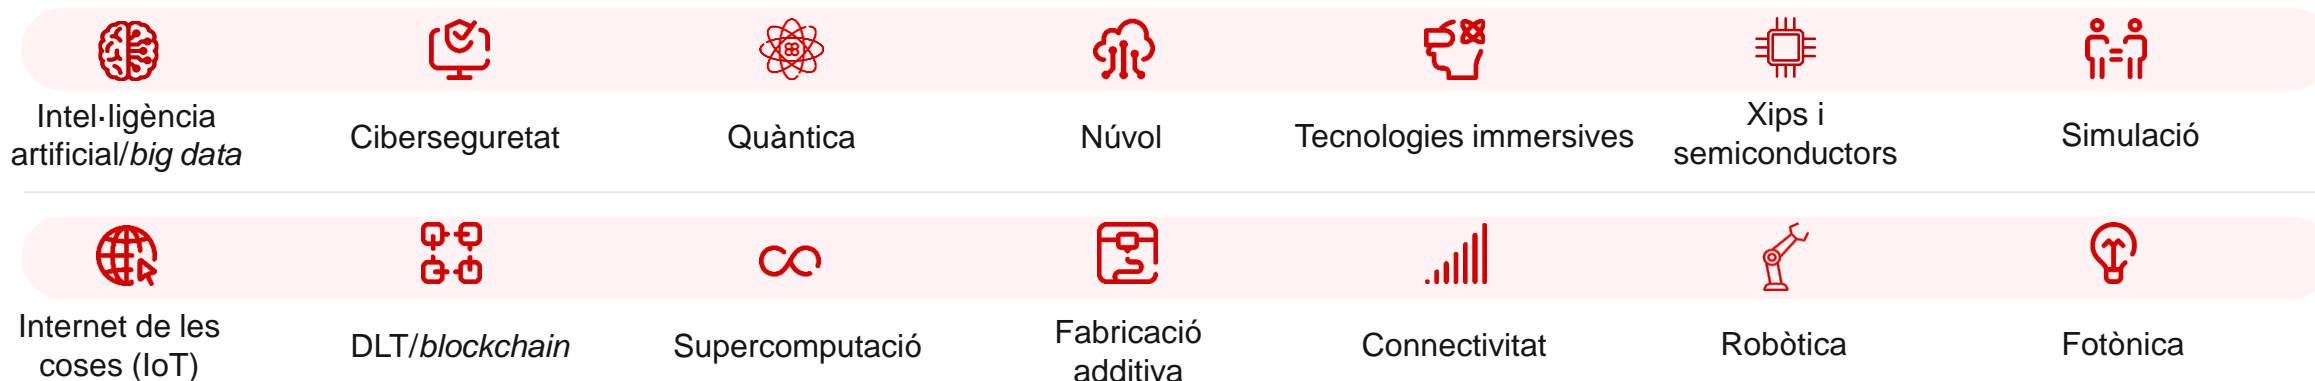 Intel·ligència
artificial/big data
Ciberseguretat
Quàntica
Núvol
Tecnologies immersives
Xips i
semiconductors
Simulació
Internet de les
coses (IoT)
DLT/blockchain
Supercomputació
Fabricació
additiva
Connectivitat
Robòtica
Fotònica